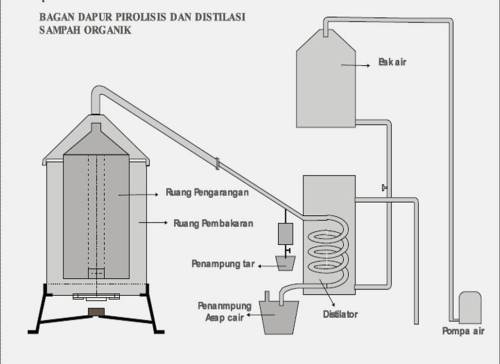 BAGAN DAPUR PIROLISIS DAN DISTILASI
SAMPAH ORGANIK
Bak air
Ruang Pengarangan
Ruang Pembakaran
Penampung tar
Penanmpung
Asap cair
Distilator
Pompa air